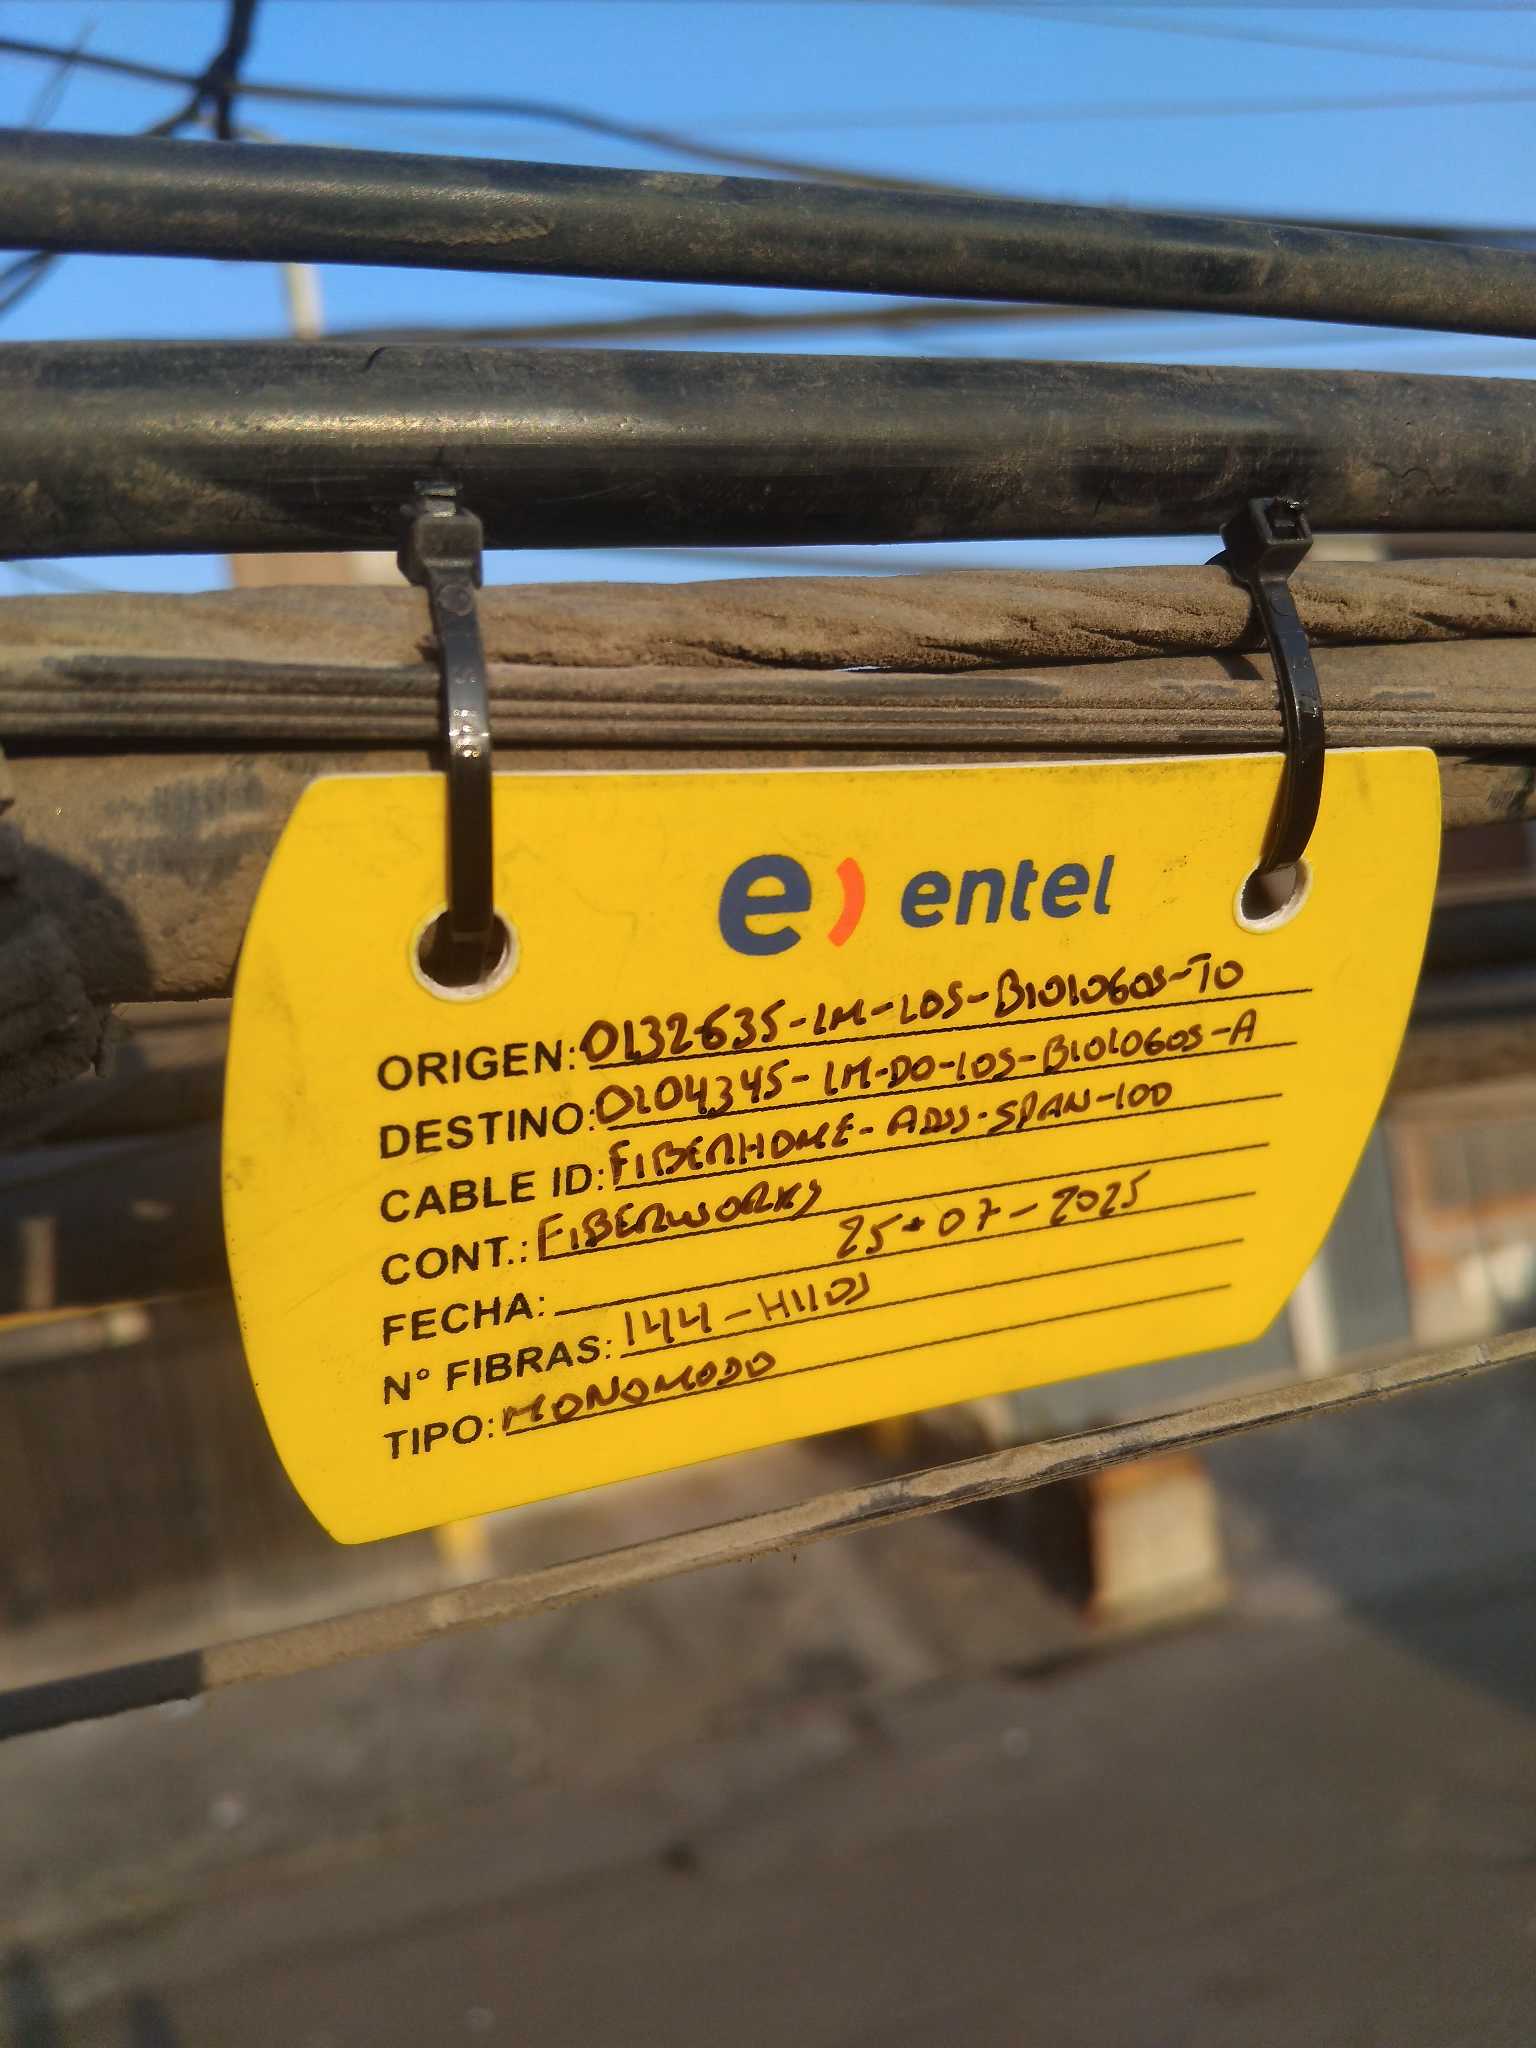 e) entel
ORIGEN: 0132635-LM-LOS-BIOLOGOS-TO
DESTINO: 0104345-LM-DO-LOS-BIOLOGOS-A
CABLE ID: FIBERHOME-ADSS-SPAN-100
CONT.: FIBERWORKS
FECHA: 25-07-2025
N° FIBRAS: 144-HILOS
TIPO: MONOMODO